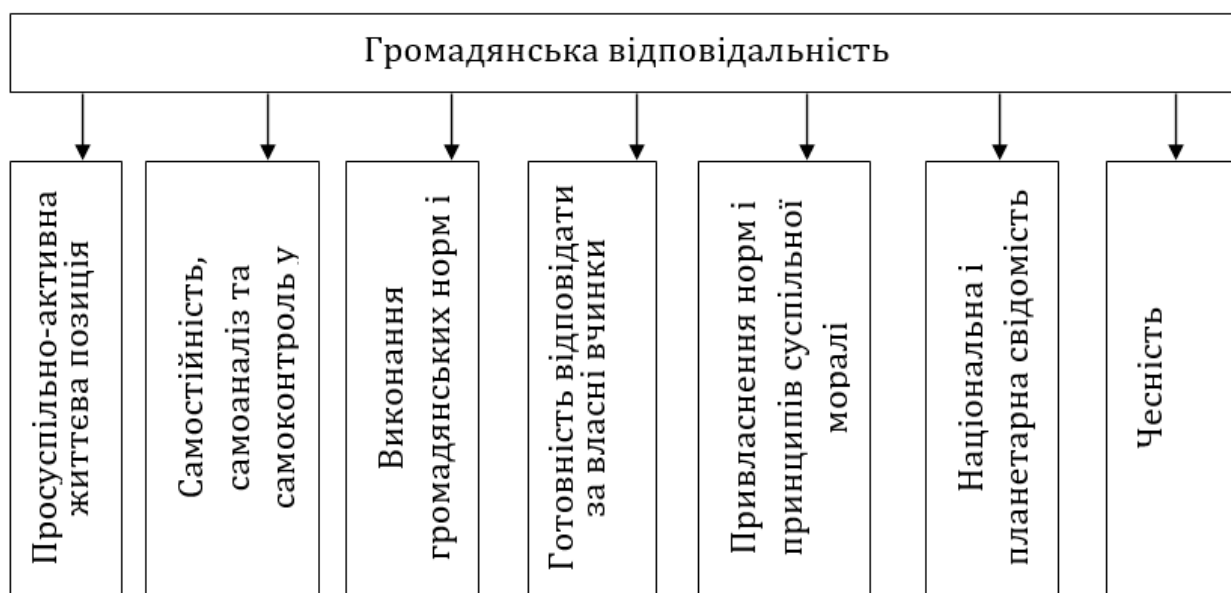 Громадянська відповідальність
Просуспільно-активна
життєва позиція
Самостійність,
самоаналіз та
самоконтроль у
Виконання
громадянських норм і
Готовність відповідати
за власні вчинки
Привласнення норм і
принципів суспільної
моралі
Національна і
планетарна свідомість
Чесність